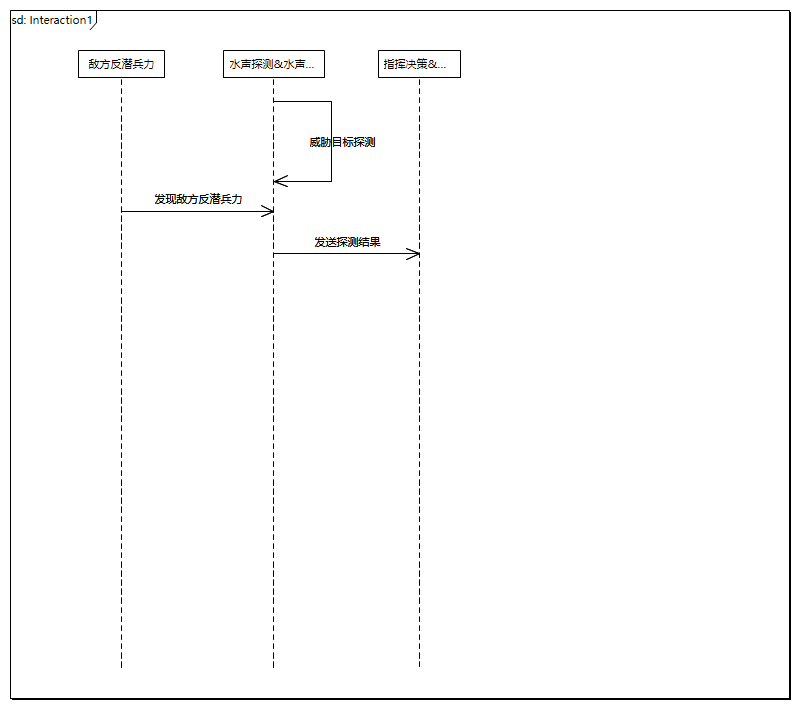 sd: Interaction1
敌方反潜兵力
水声探测&水声...
指挥决策&...
威胁目标探测
发现敌方反潜兵力
发送探测结果